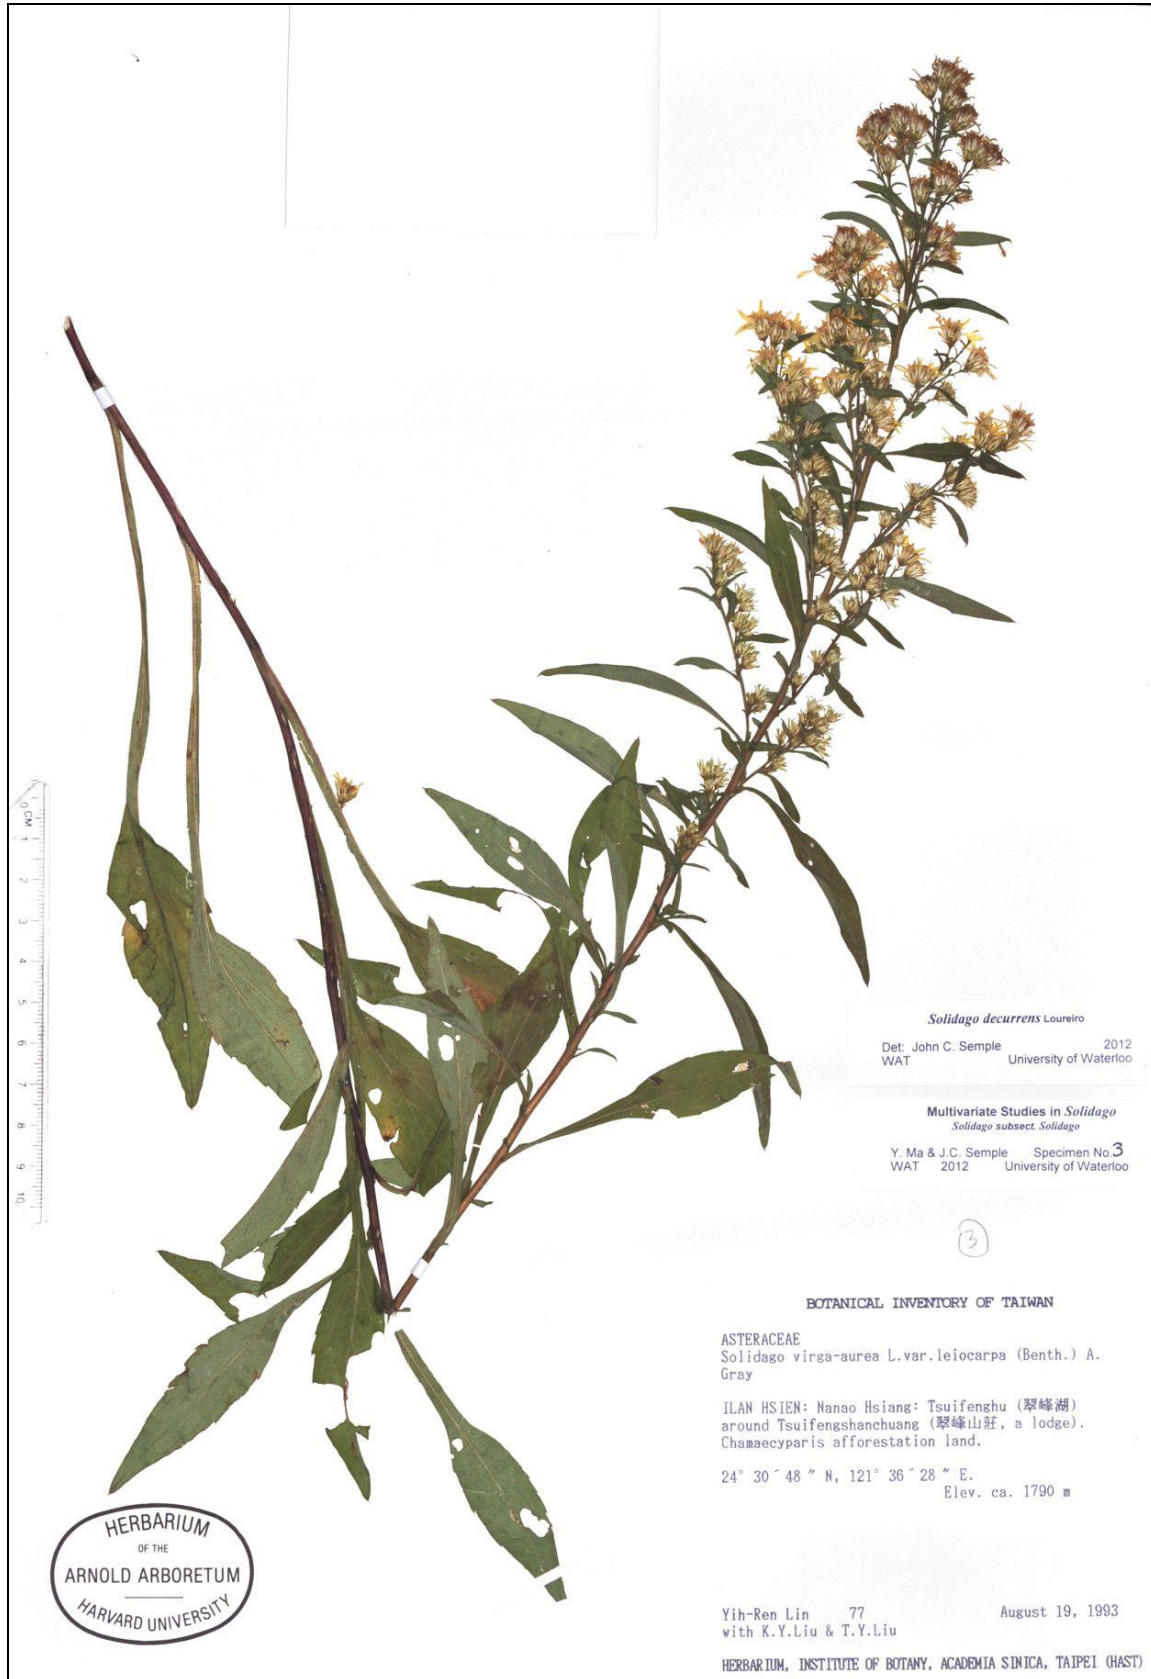 0 CM 1
2
3
4
5
6
7
8
9
10
Solidago decurrens Loureiro
Det: John C. Semple 2012
WAT University of Waterloo
Multivariate Studies in Solidago
Solidago subsect. Solidago
Y. Ma & J.C. Semple Specimen No. 3
WAT 2012 University of Waterloo
3
BOTANICAL INVENTORY OF TAIWAN
ASTERACEAE
Solidago virga-aurea L.var.leiocarpa (Benth.) A.
Gray
ILAN HSIEN: Nanao Hsiang: Tsuifenghu (翠峰湖)
around Tsuifengshanchuang (翠峰山莊, a lodge).
Chamaecyparis afforestation land.
24° 30′ 48″ N, 121° 36′ 28″ E.
Elev. ca. 1790 m
HERBARIUM
OF THE
ARNOLD ARBORETUM
HARVARD UNIVERSITY
Yih-Ren Lin 77 August 19, 1993
with K.Y.Liu & T.Y.Liu
HERBARIUM, INSTITUTE OF BOTANY, ACADEMIA SINICA, TAIPEI (HAST)